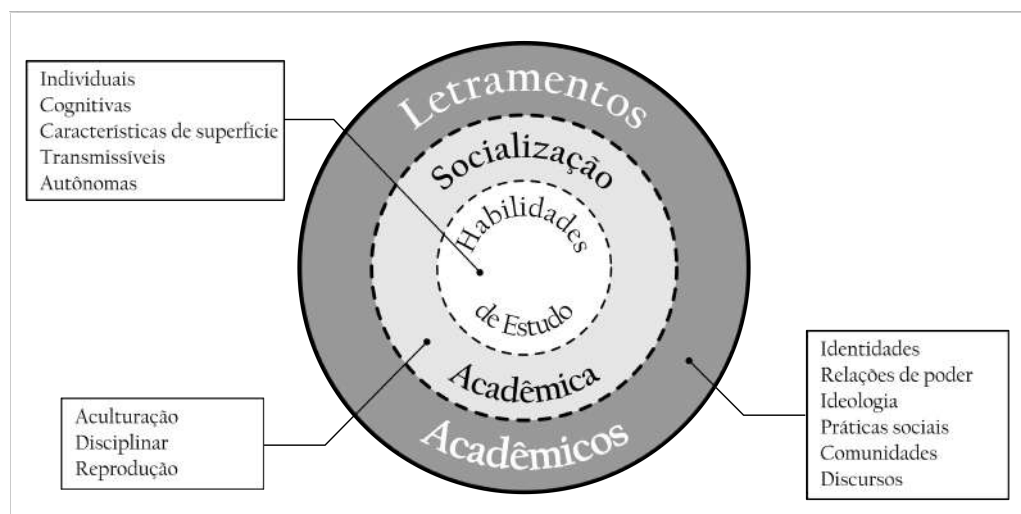 Individuais
Cognitivas
Características de superfície
Transmissíveis
Autônomas
Letramentos
Socialização
Habilidades
de Estudo
Acadêmica
Acadêmicos
Aculturação
Disciplinar
Reprodução
Identidades
Relações de poder
Ideologia
Práticas sociais
Comunidades
Discursos